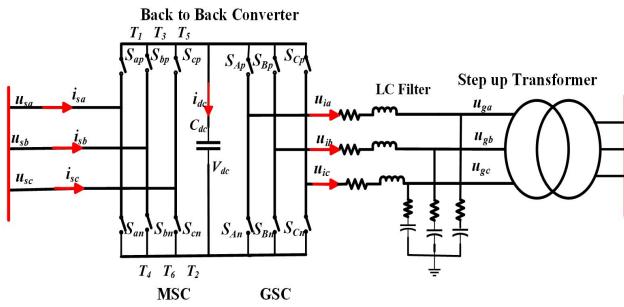 Back to Back Converter
T1 T3 T5
Sap Sbp Scp SAp SBp SCp
LC Filter
Step up Transformer
usa isa
idc
Cdc
Vdc
uia
uga
usb isb
uib
ugb
usc isc
uic
ugc
San Sbn Scn SAn SBn SCn
T4 T6 T2
MSC GSC